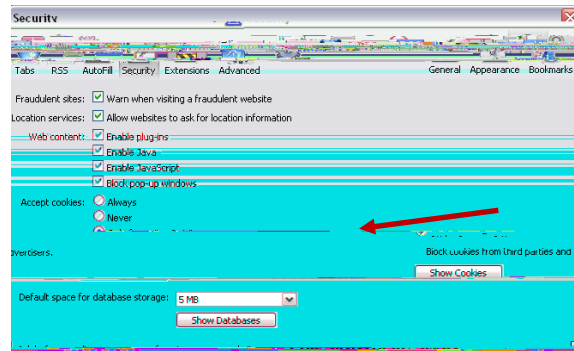 Security
Tabs RSS AutoFill Security Extensions Advanced General Appearance Bookmarks
Fraudulent sites: Warn when visiting a fraudulent website
Location services: Allow websites to ask for location information
Web content: Enable plug-ins
Enable Java
Enable JavaScript
Block pop-up windows
Accept cookies: Always
Never
vertisers. Block cookies from third parties and
Show Cookies
Default space for database storage: 5 MB
Show Databases